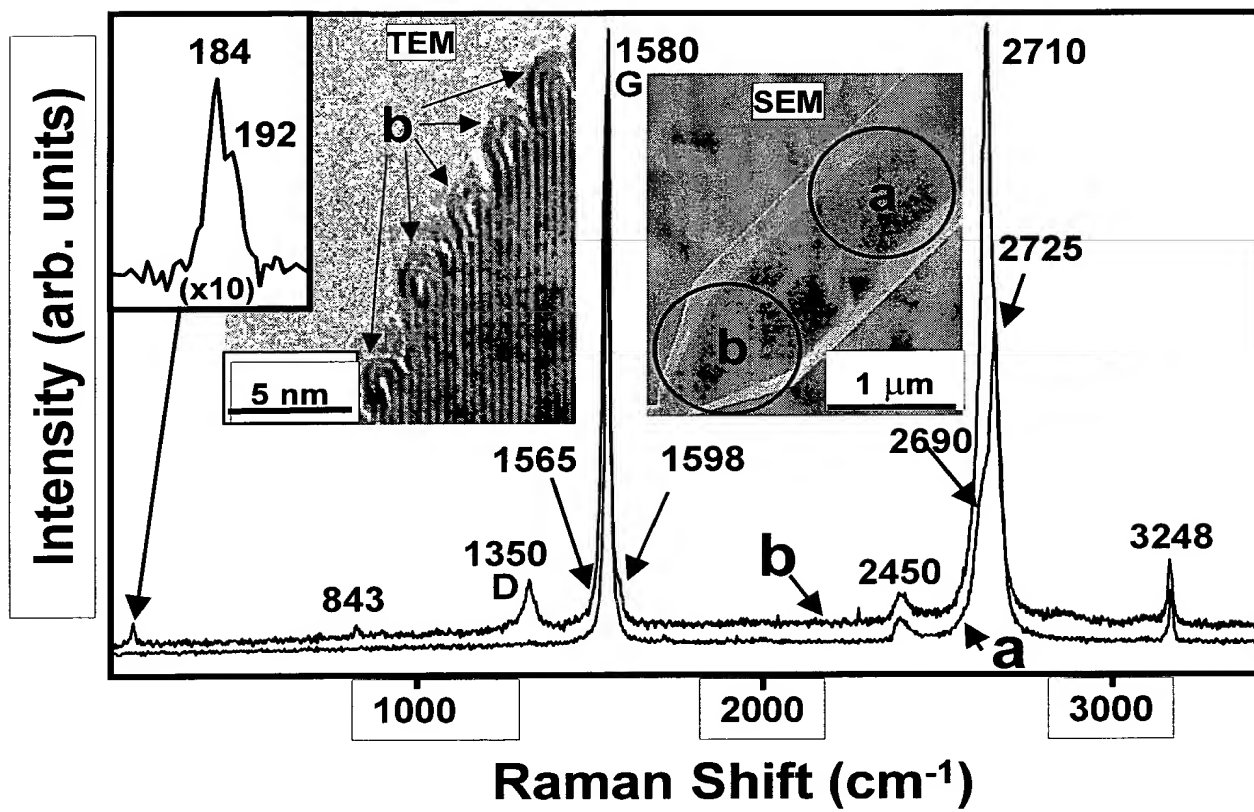 184
192
(x10)
TEM
b
5 nm
1580
G
SEM
a
b
1 μm
2710
2725
2690
1565
1598
1350
D
843
b
2450
3248
a
1000
2000
3000
Intensity (arb. units)
Raman Shift (cm⁻¹)